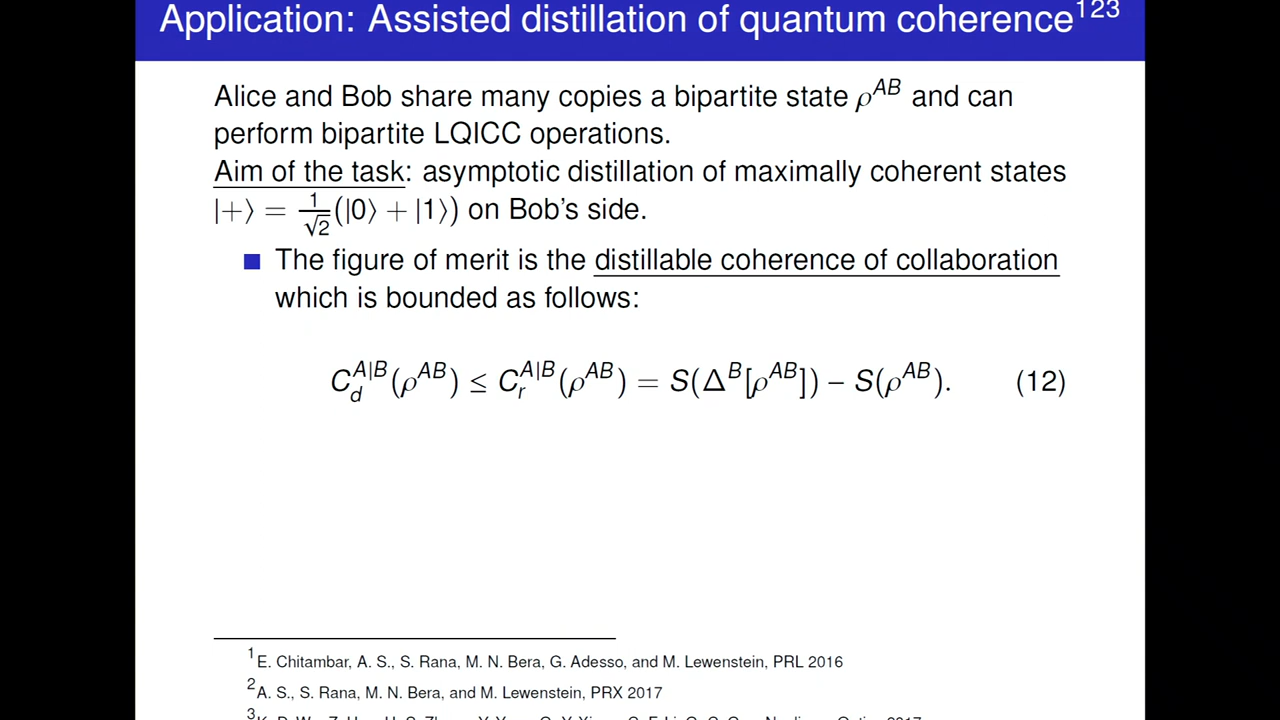 Application: Assisted distillation of quantum coherence¹²³
Alice and Bob share many copies a bipartite state ρ^{AB} and can
perform bipartite LQICC operations.
Aim of the task: asymptotic distillation of maximally coherent states
|+⟩ = 1/√2 (|0⟩ + |1⟩) on Bob's side.
■ The figure of merit is the distillable coherence of collaboration
which is bounded as follows:
C_d^{A|B}(ρ^{AB}) ≤ C_r^{A|B}(ρ^{AB}) = S(Δ^B[ρ^{AB}]) − S(ρ^{AB}). (12)
¹E. Chitambar, A. S., S. Rana, M. N. Bera, G. Adesso, and M. Lewenstein, PRL 2016
²A. S., S. Rana, M. N. Bera, and M. Lewenstein, PRX 2017